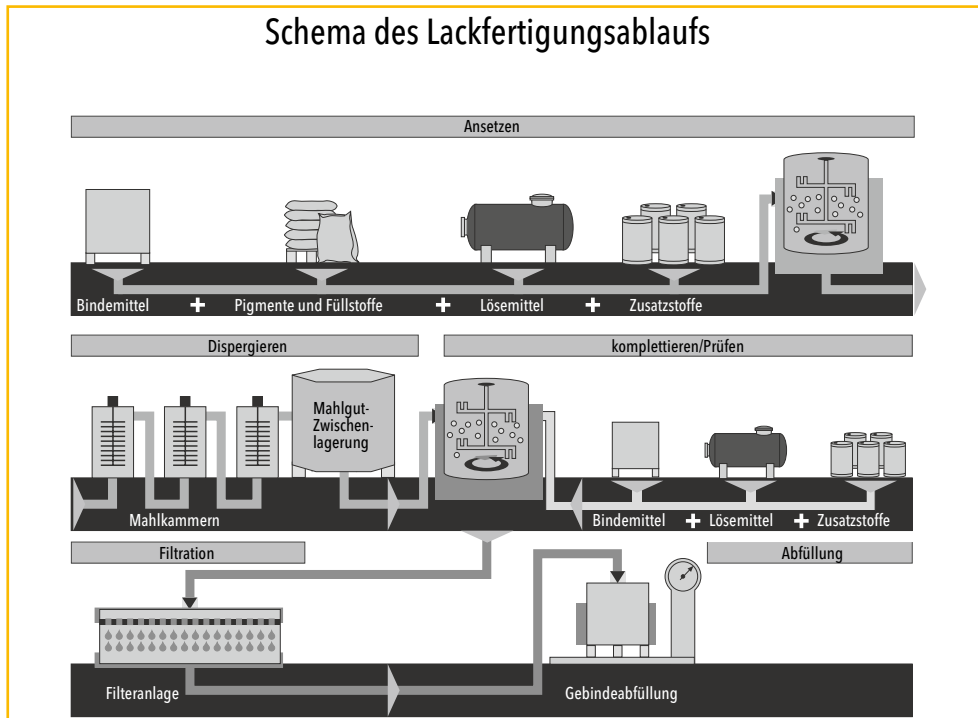 Schema des Lackfertigungsablaufs
Ansetzen
Bindemittel + Pigmente und Füllstoffe + Lösemittel + Zusatzstoffe
Dispergieren
komplettieren/Prüfen
Mahlgut-
Zwischen-
lagerung
Mahlkammern
Bindemittel + Lösemittel + Zusatzstoffe
Filtration
Abfüllung
Filteranlage
Gebindeabfüllung